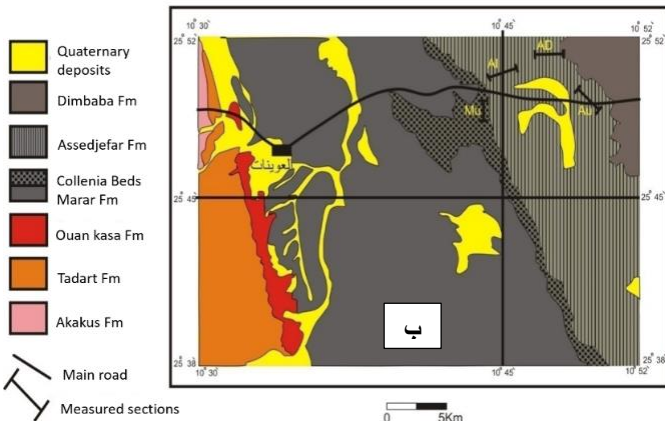 Quaternary
deposits
Dimbaba Fm
Assedjefar Fm
Collenia Beds
Marar Fm
Ouan kasa Fm
Tadart Fm
Akakus Fm
Main road
Measured sections
10° 30'
10° 45'
10° 52'
25° 52'
25° 52'
AD
Al
Mu
Au
العوينات
25° 45'
25° 45'
ب
25° 38'
25° 38'
10° 30'
10° 45'
10° 52'
0 5Km